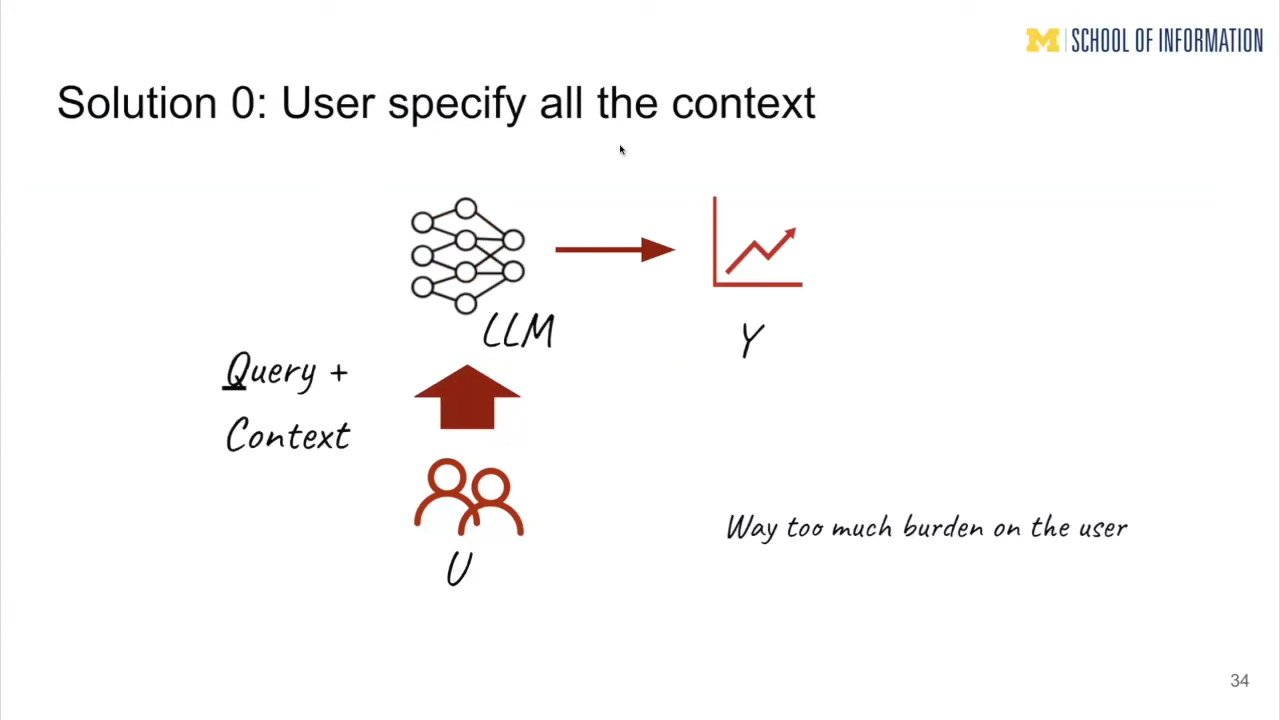 M | SCHOOL OF INFORMATION
Solution 0: User specify all the context
LLM
Y
Query +
Context
U
Way too much burden on the user
34